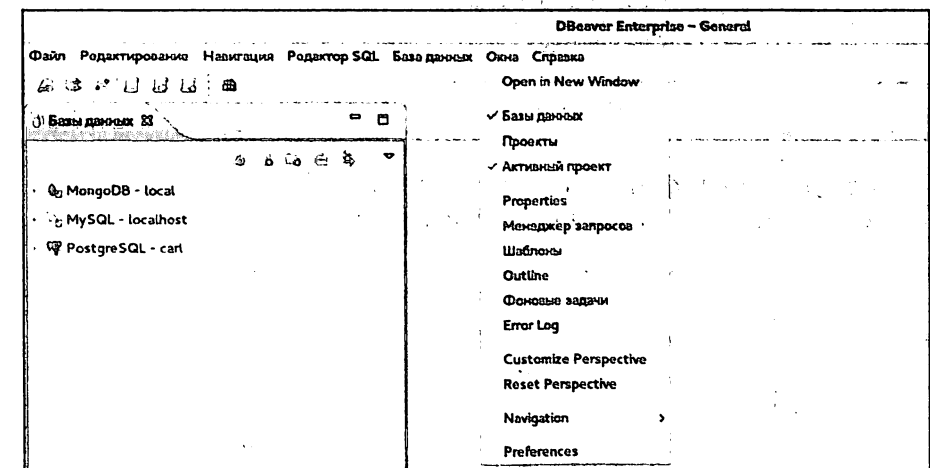 DBeaver Enterprise – General
Файл Редактирование Навигация Редактор SQL База данных Окна Справка
Open in New Window
Базы данных
✓ Базы данных
Проекты
✓ Активный проект
MongoDB - local
Properties
MySQL - localhost
Менеджер запросов
PostgreSQL - carl
Шаблоны
Outline
Фоновые задачи
Error Log
Customize Perspective
Reset Perspective
Navigation >
Preferences